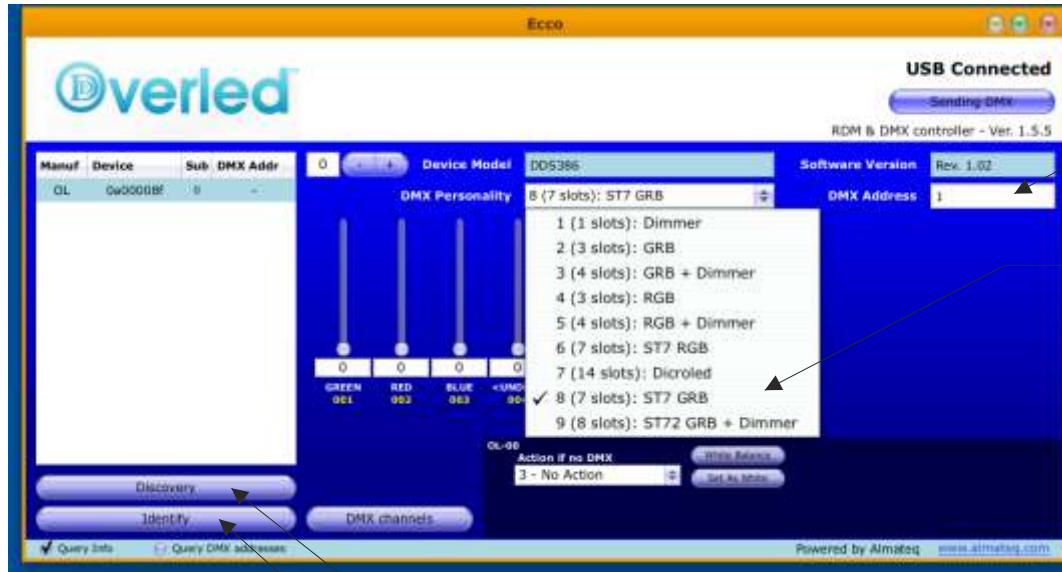 Ecco
Overled
USB Connected
Sending DMX
RDM & DMX controller - Ver. 1.5.5
Manuf Device Sub DMX Addr
OL 0a00008f 0 -
0 - +
Device Model DDS386
Software Version Rev. 1.02
DMX Personality 8 (7 slots): ST7 GRB
DMX Address 1
1 (1 slots): Dimmer
2 (3 slots): GRB
3 (4 slots): GRB + Dimmer
4 (3 slots): RGB
5 (4 slots): RGB + Dimmer
6 (7 slots): ST7 RGB
7 (14 slots): Dicroled
✓ 8 (7 slots): ST7 GRB
9 (8 slots): ST72 GRB + Dimmer
0 0 0 0
GREEN RED BLUE <UND
001 002 003 00
OL-00
Action if no DMX
3 - No Action
White Balance
Set As White
Discovery
Identify
DMX channels
Query Info
Query DMX addresses
Powered by Almateq www.almateq.com